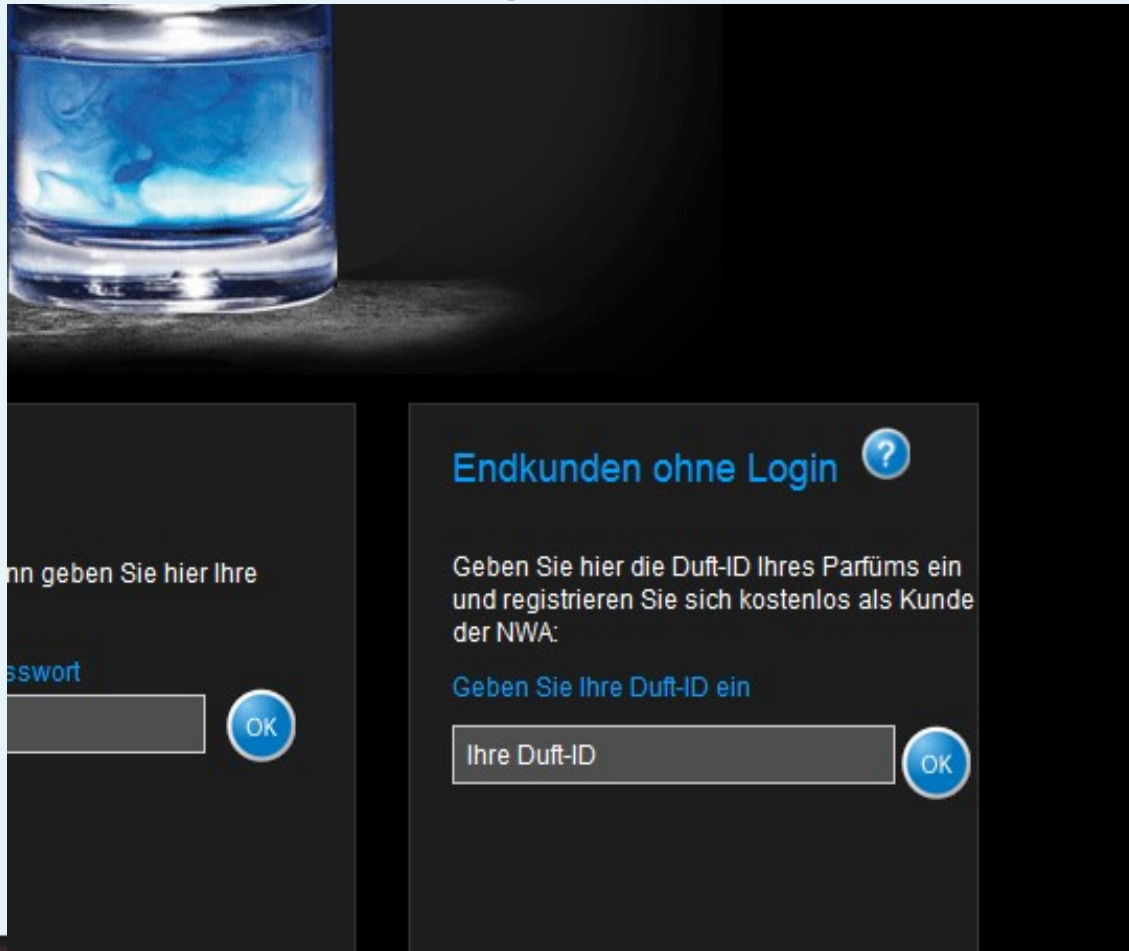 nn geben Sie hier Ihre
sswort
OK
Endkunden ohne Login ?
Geben Sie hier die Duft-ID Ihres Parfüms ein
und registrieren Sie sich kostenlos als Kunde
der NWA:
Geben Sie Ihre Duft-ID ein
Ihre Duft-ID
OK